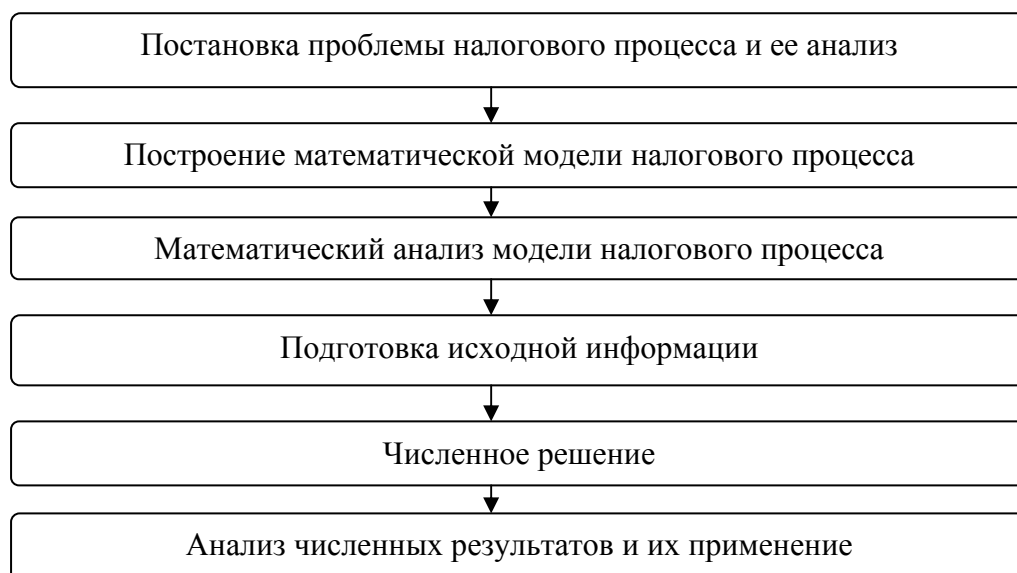 Постановка проблемы налогового процесса и ее анализ
Построение математической модели налогового процесса
Математический анализ модели налогового процесса
Подготовка исходной информации
Численное решение
Анализ численных результатов и их применение